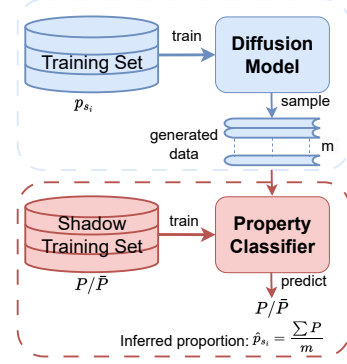 Training Set
p_{s_i}
train
Diffusion
Model
sample
generated
data
m
Shadow
Training Set
P/P̄
train
Property
Classifier
predict
P/P̄
Inferred proportion: p̂_{s_i} = ∑ P / m